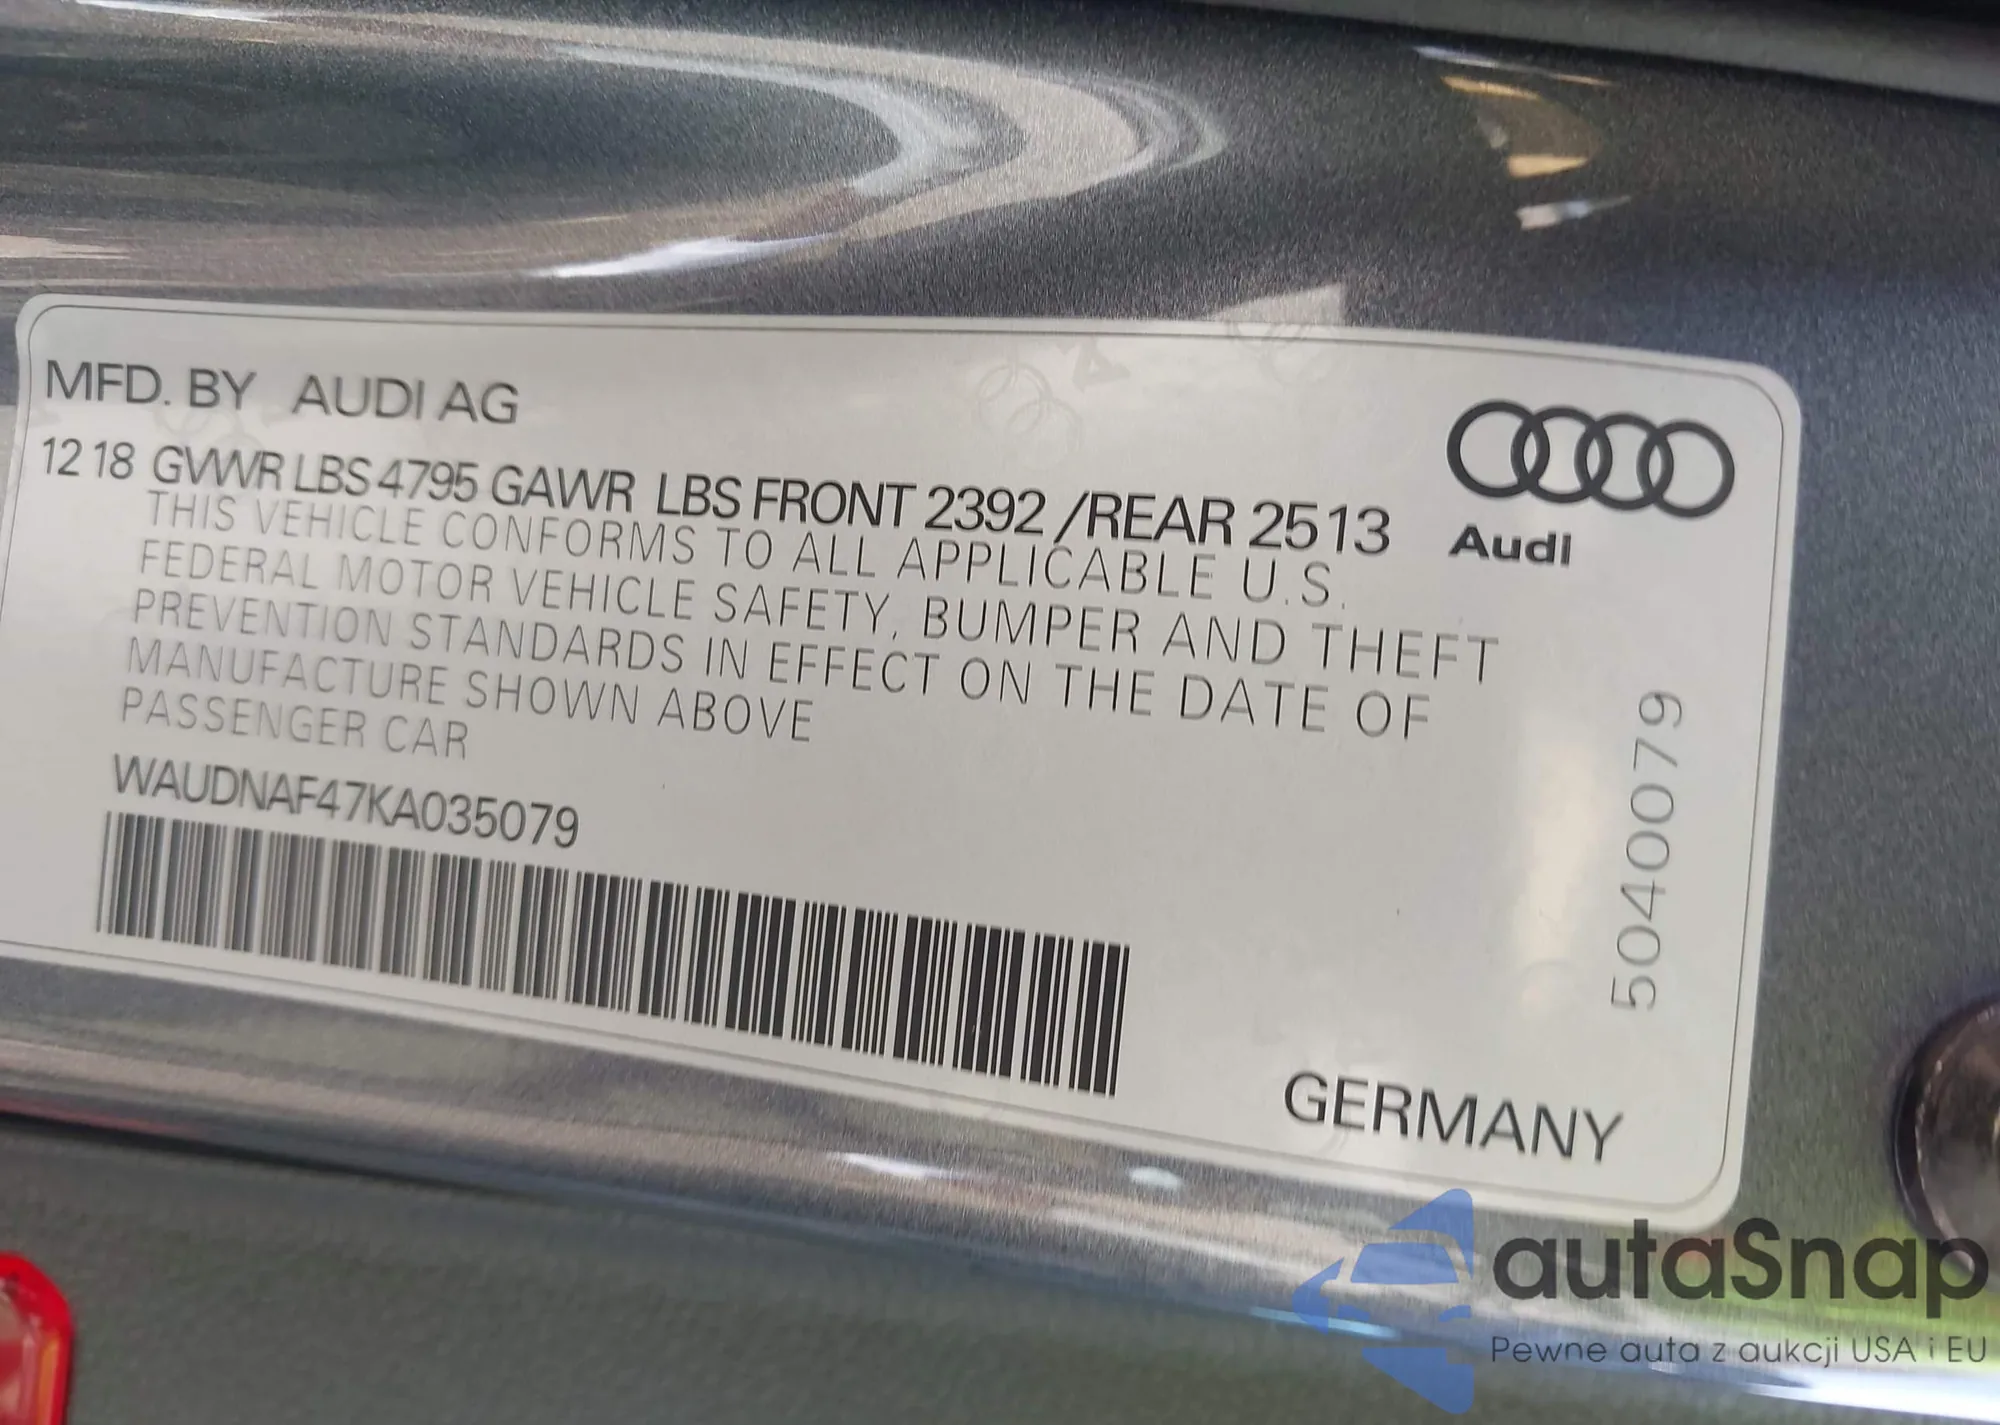 MFD. BY AUDI AG
12 18 GVWR LBS 4795 GAWR LBS FRONT 2392 /REAR 2513
THIS VEHICLE CONFORMS TO ALL APPLICABLE U.S.
FEDERAL MOTOR VEHICLE SAFETY, BUMPER AND THEFT
PREVENTION STANDARDS IN EFFECT ON THE DATE OF
MANUFACTURE SHOWN ABOVE
PASSENGER CAR
WAUDNAF47KA035079
Audi
5040079
GERMANY
autaSnap
Pewne auta z aukcji USA i EU